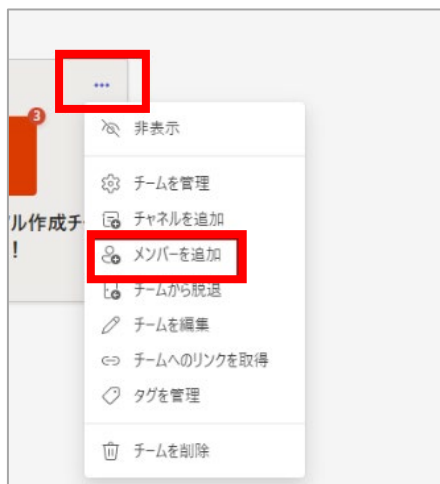 …
3
非表示
チームを管理
チャネルを追加
ル作成チ
！
メンバーを追加
チームから脱退
チームを編集
チームへのリンクを取得
タグを管理
チームを削除